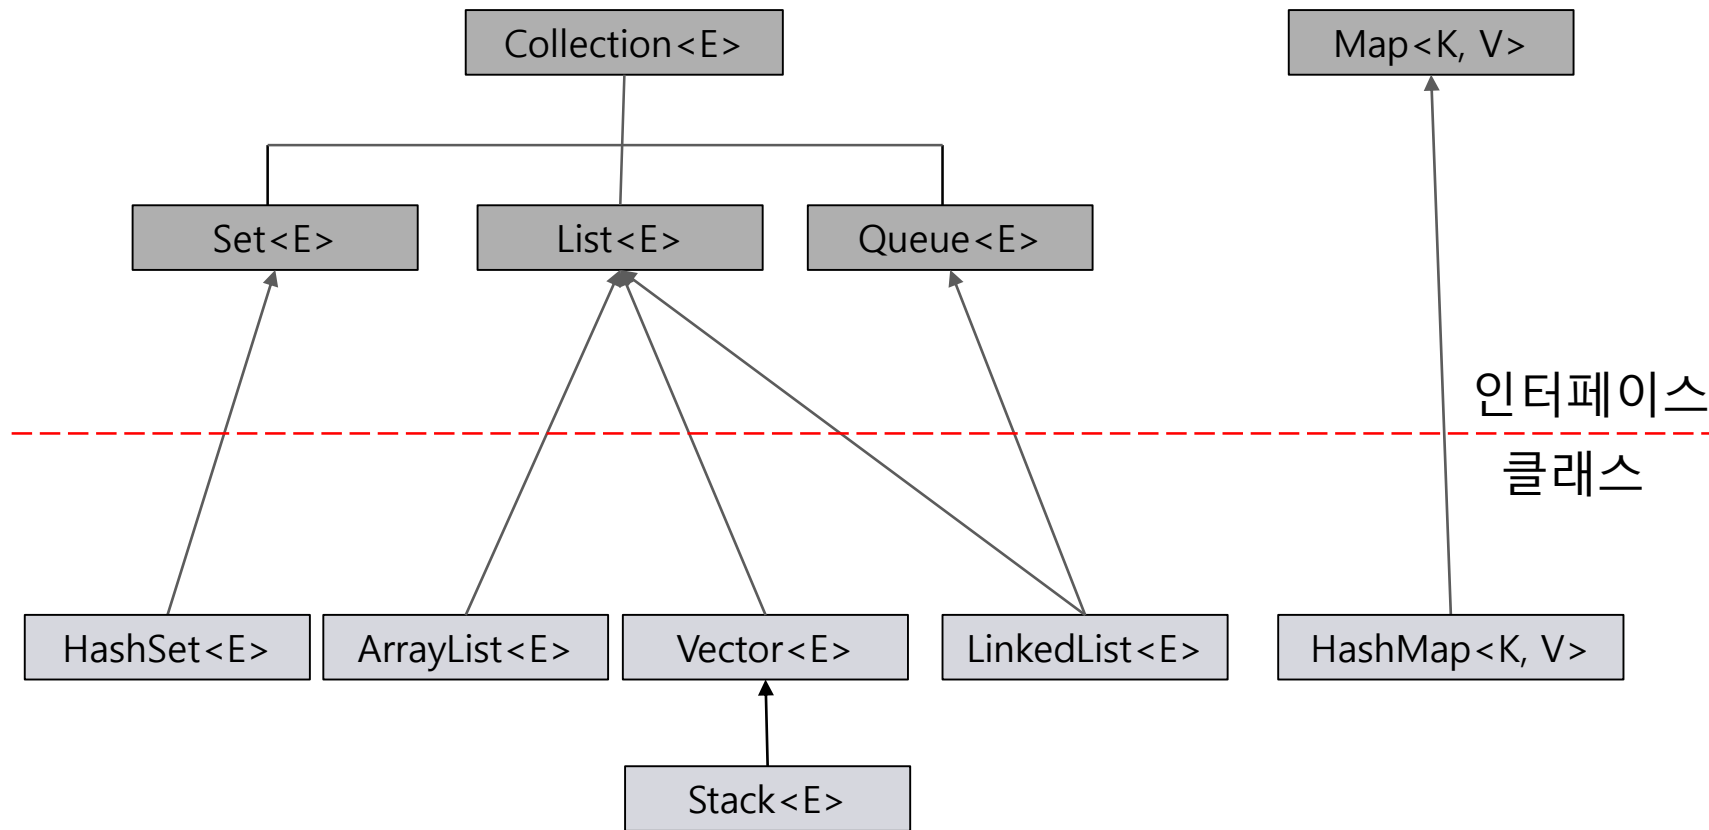 Collection<E>
Map<K, V>
Set<E>
List<E>
Queue<E>
인터페이스
클래스
HashSet<E>
ArrayList<E>
Vector<E>
LinkedList<E>
HashMap<K, V>
Stack<E>